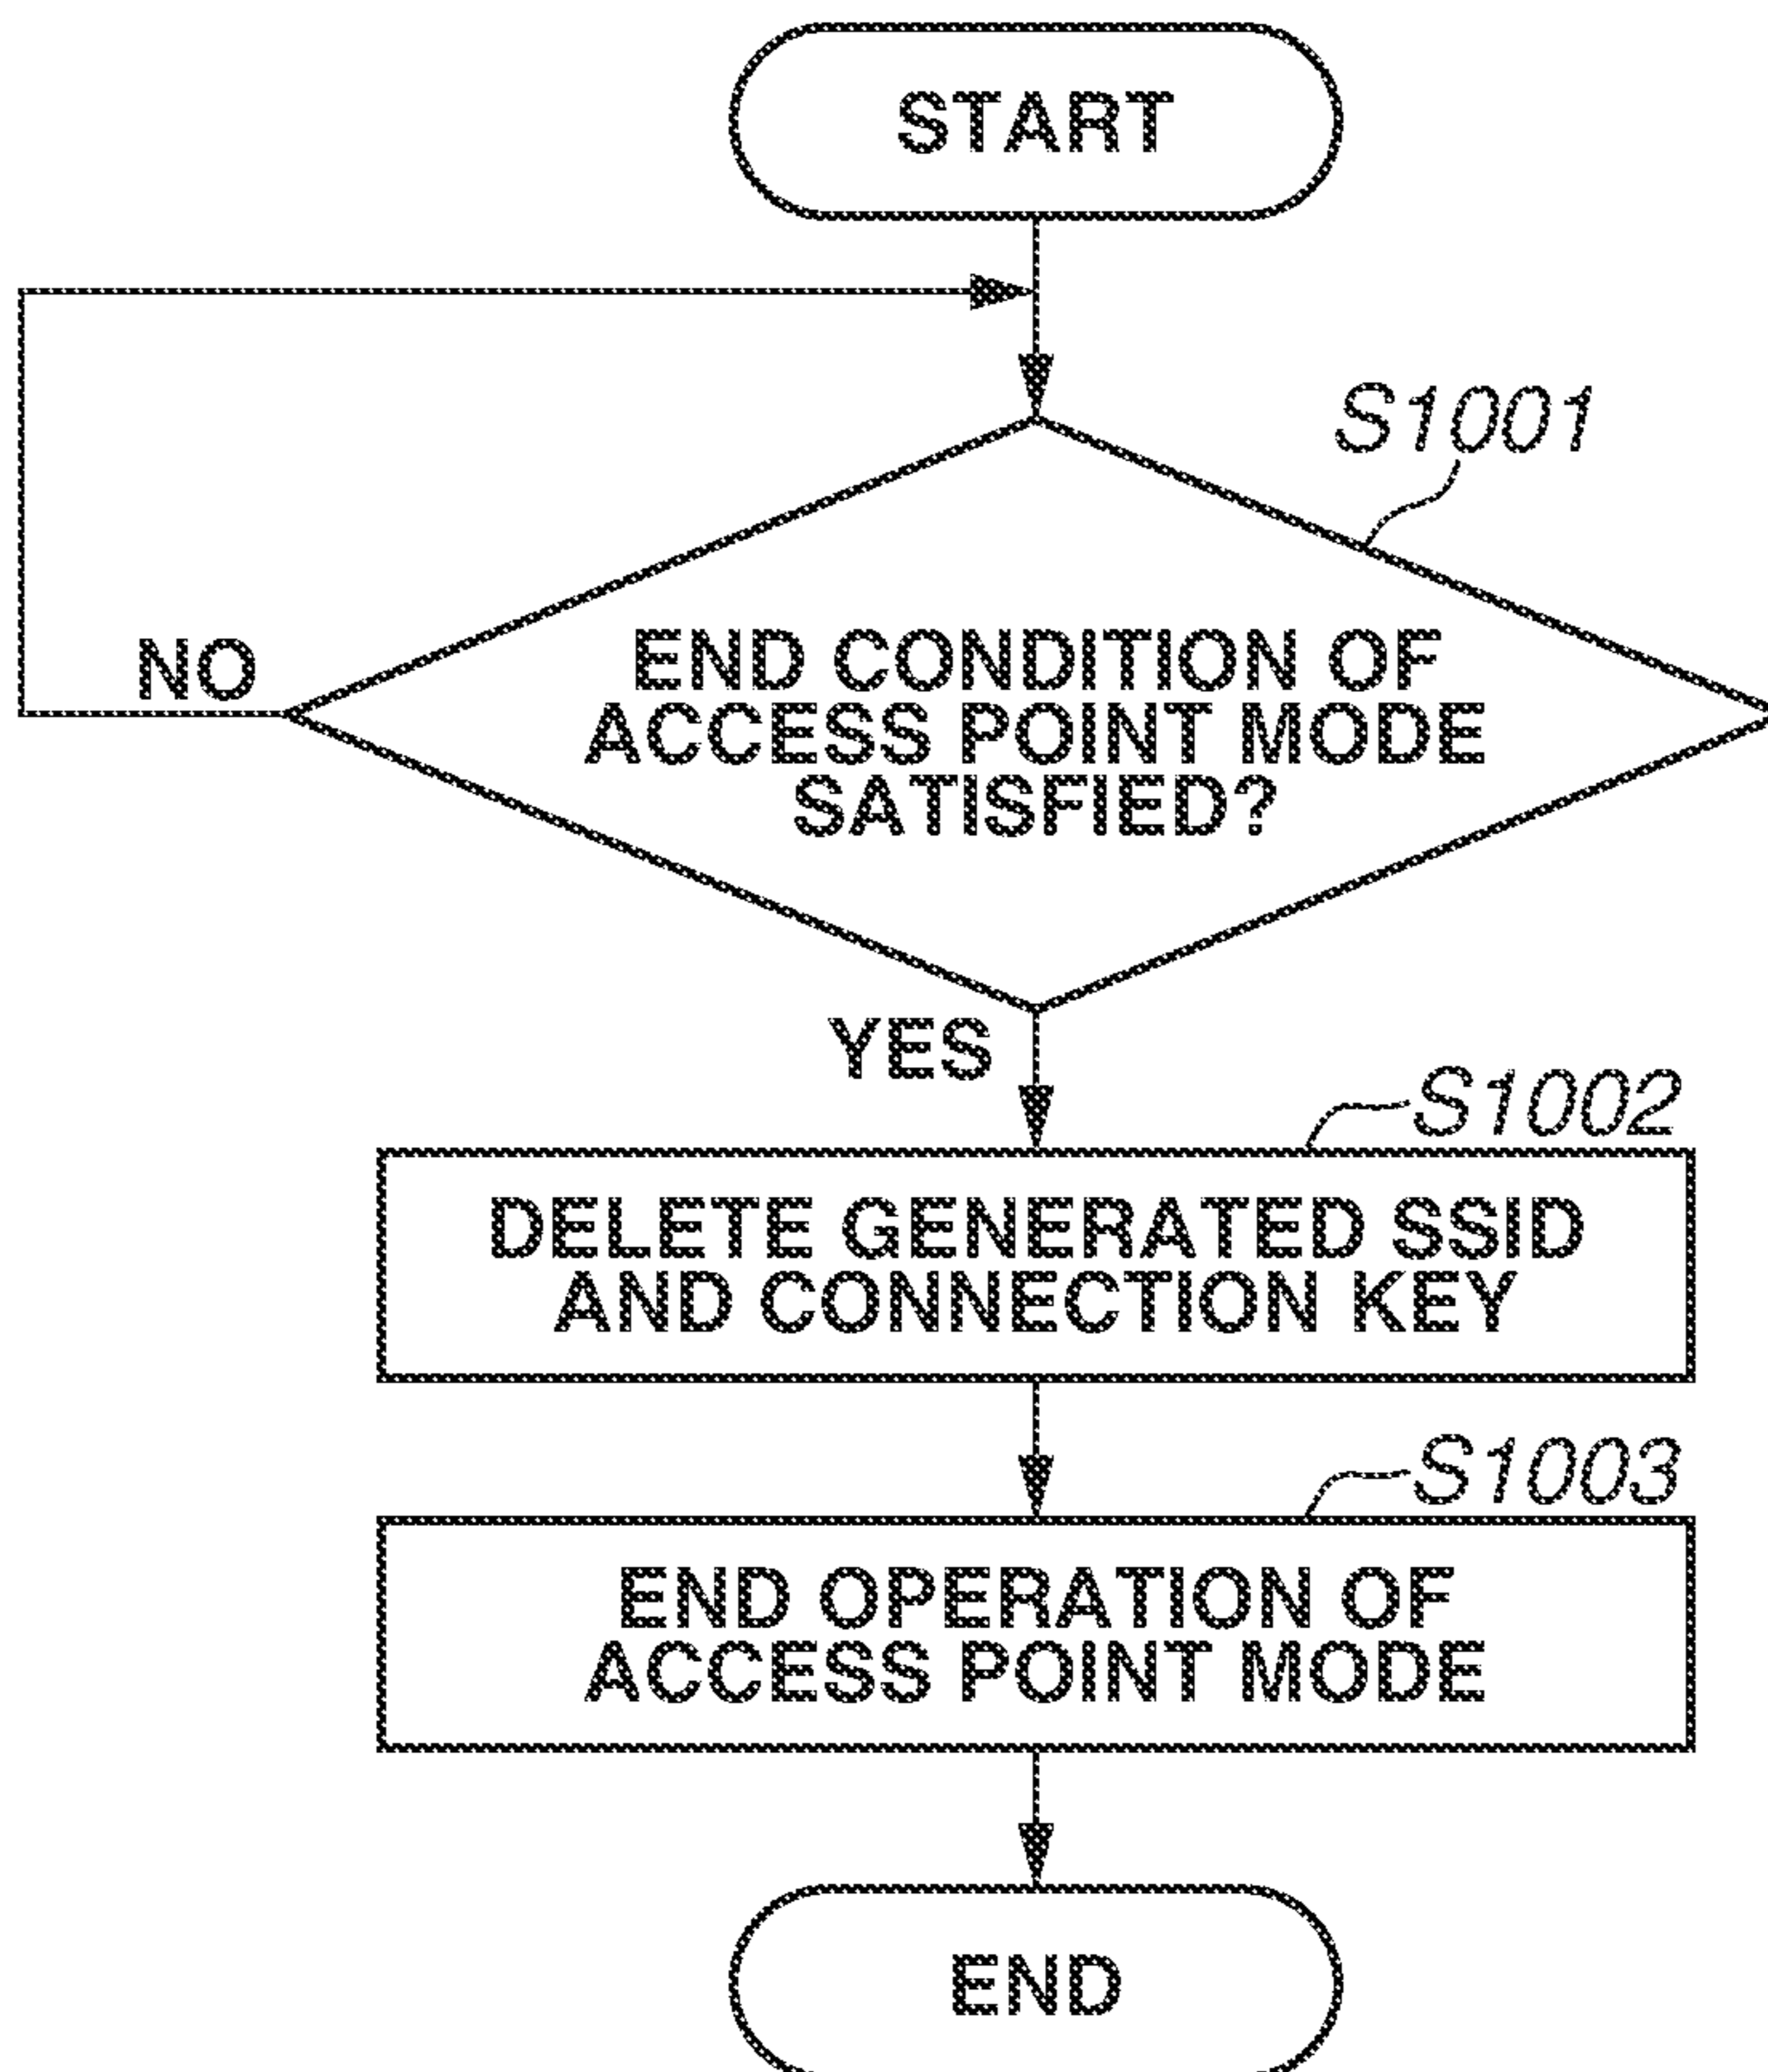 START
S1001
END CONDITION OF
ACCESS POINT MODE
SATISFIED?
NO
YES
S1002
DELETE GENERATED SSID
AND CONNECTION KEY
S1003
END OPERATION OF
ACCESS POINT MODE
END